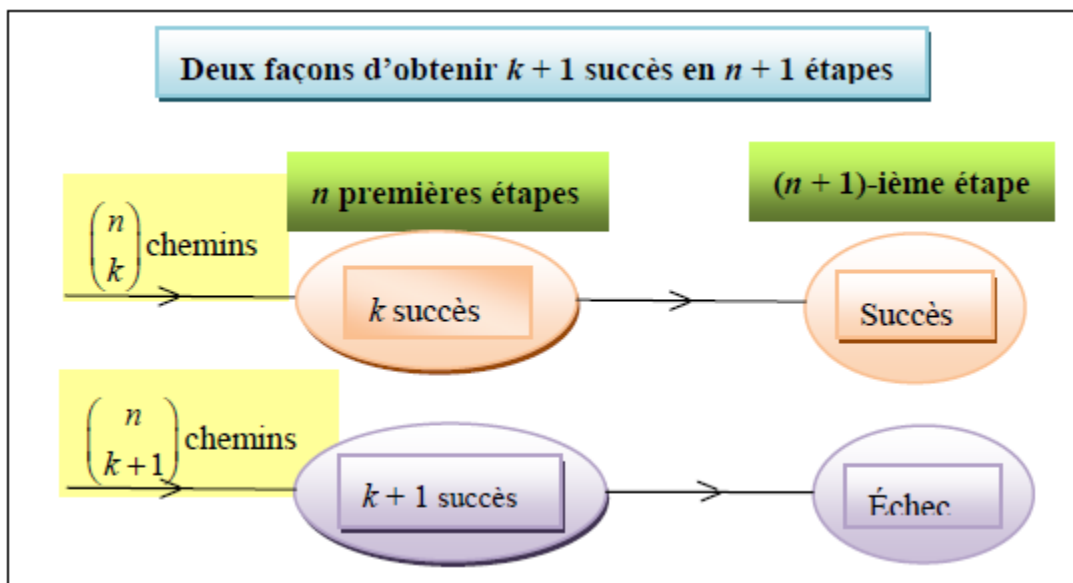 Deux façons d’obtenir k + 1 succès en n + 1 étapes
n premières étapes
(n + 1)-ième étape
(n
k) chemins
k succès
Succès
(n
k+1) chemins
k + 1 succès
Échec